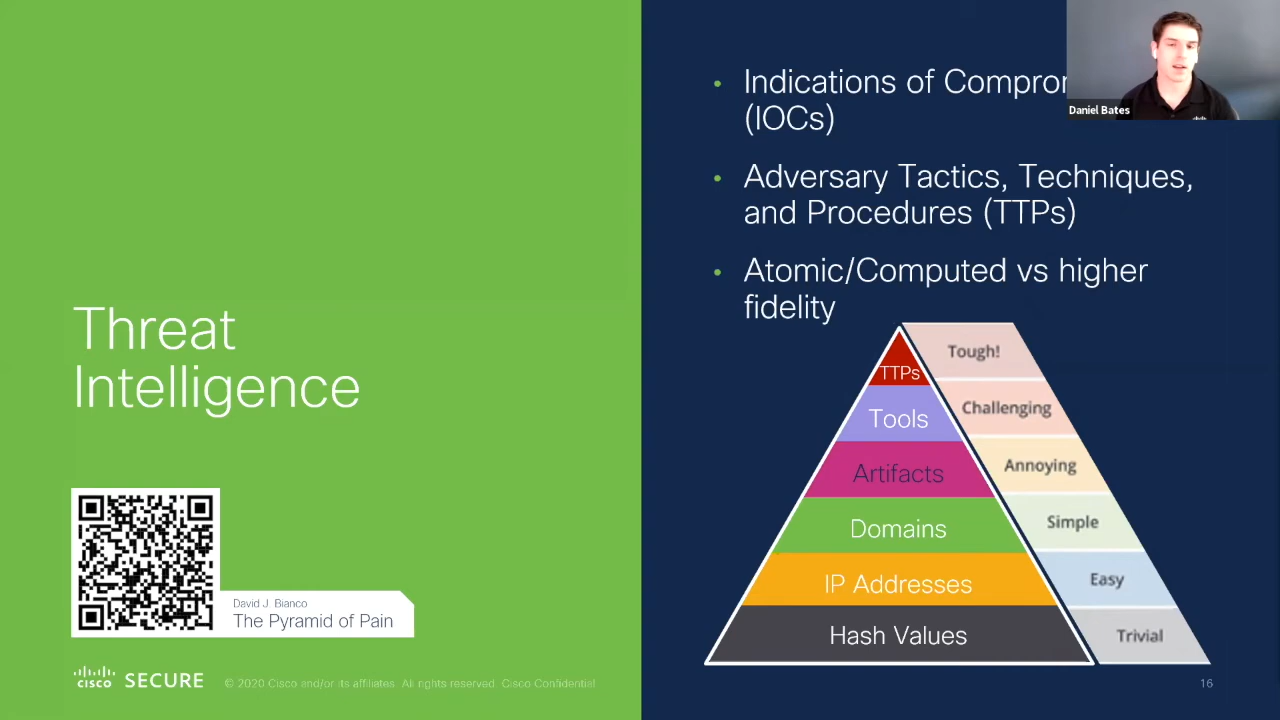 Threat
Intelligence
David J. Bianco
The Pyramid of Pain
CISCO SECURE
© 2020 Cisco and/or its affiliates. All rights reserved. Cisco Confidential
• Indications of Compro
(IOCs)
• Adversary Tactics, Techniques,
and Procedures (TTPs)
• Atomic/Computed vs higher
fidelity
Daniel Bates
TTPs Tough!
Tools Challenging
Artifacts Annoying
Domains Simple
IP Addresses Easy
Hash Values Trivial
16